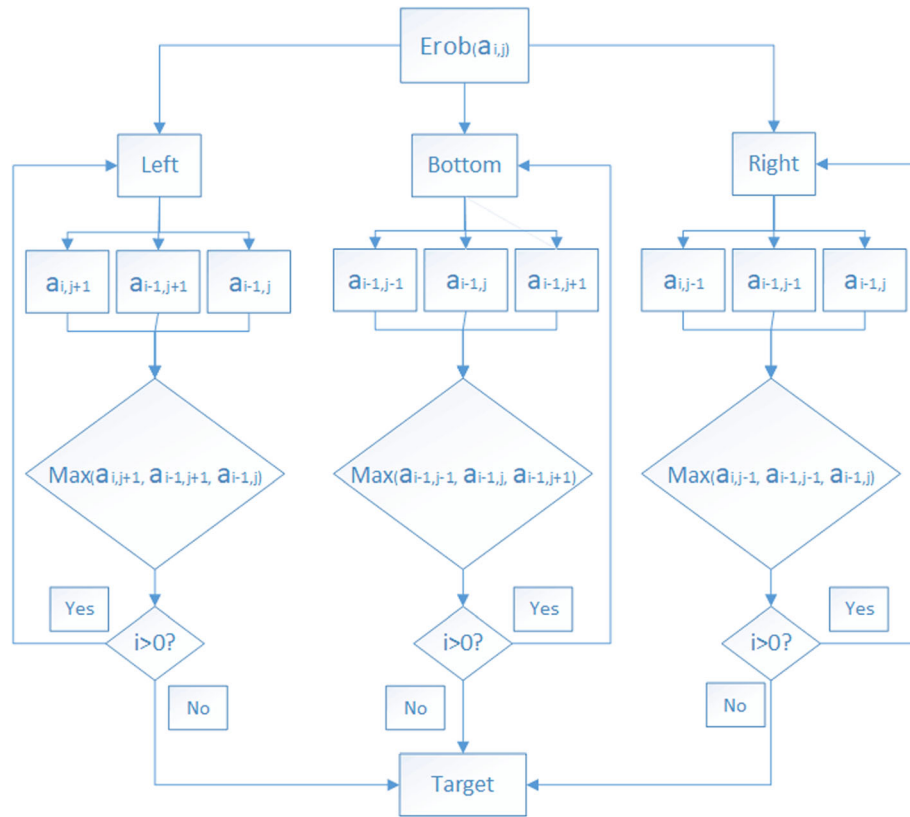 Erob(ai,j)
Left
Bottom
Right
ai,j+1
ai-1,j+1
ai-1,j
ai-1,j-1
ai-1,j
ai-1,j+1
ai,j-1
ai-1,j-1
ai-1,j
Max(ai,j+1, ai-1,j+1, ai-1,j)
Max(ai-1,j-1, ai-1,j, ai-1,j+1)
Max(ai,j-1, ai-1,j-1, ai-1,j)
Yes
Yes
Yes
i>0?
i>0?
i>0?
No
No
No
Target